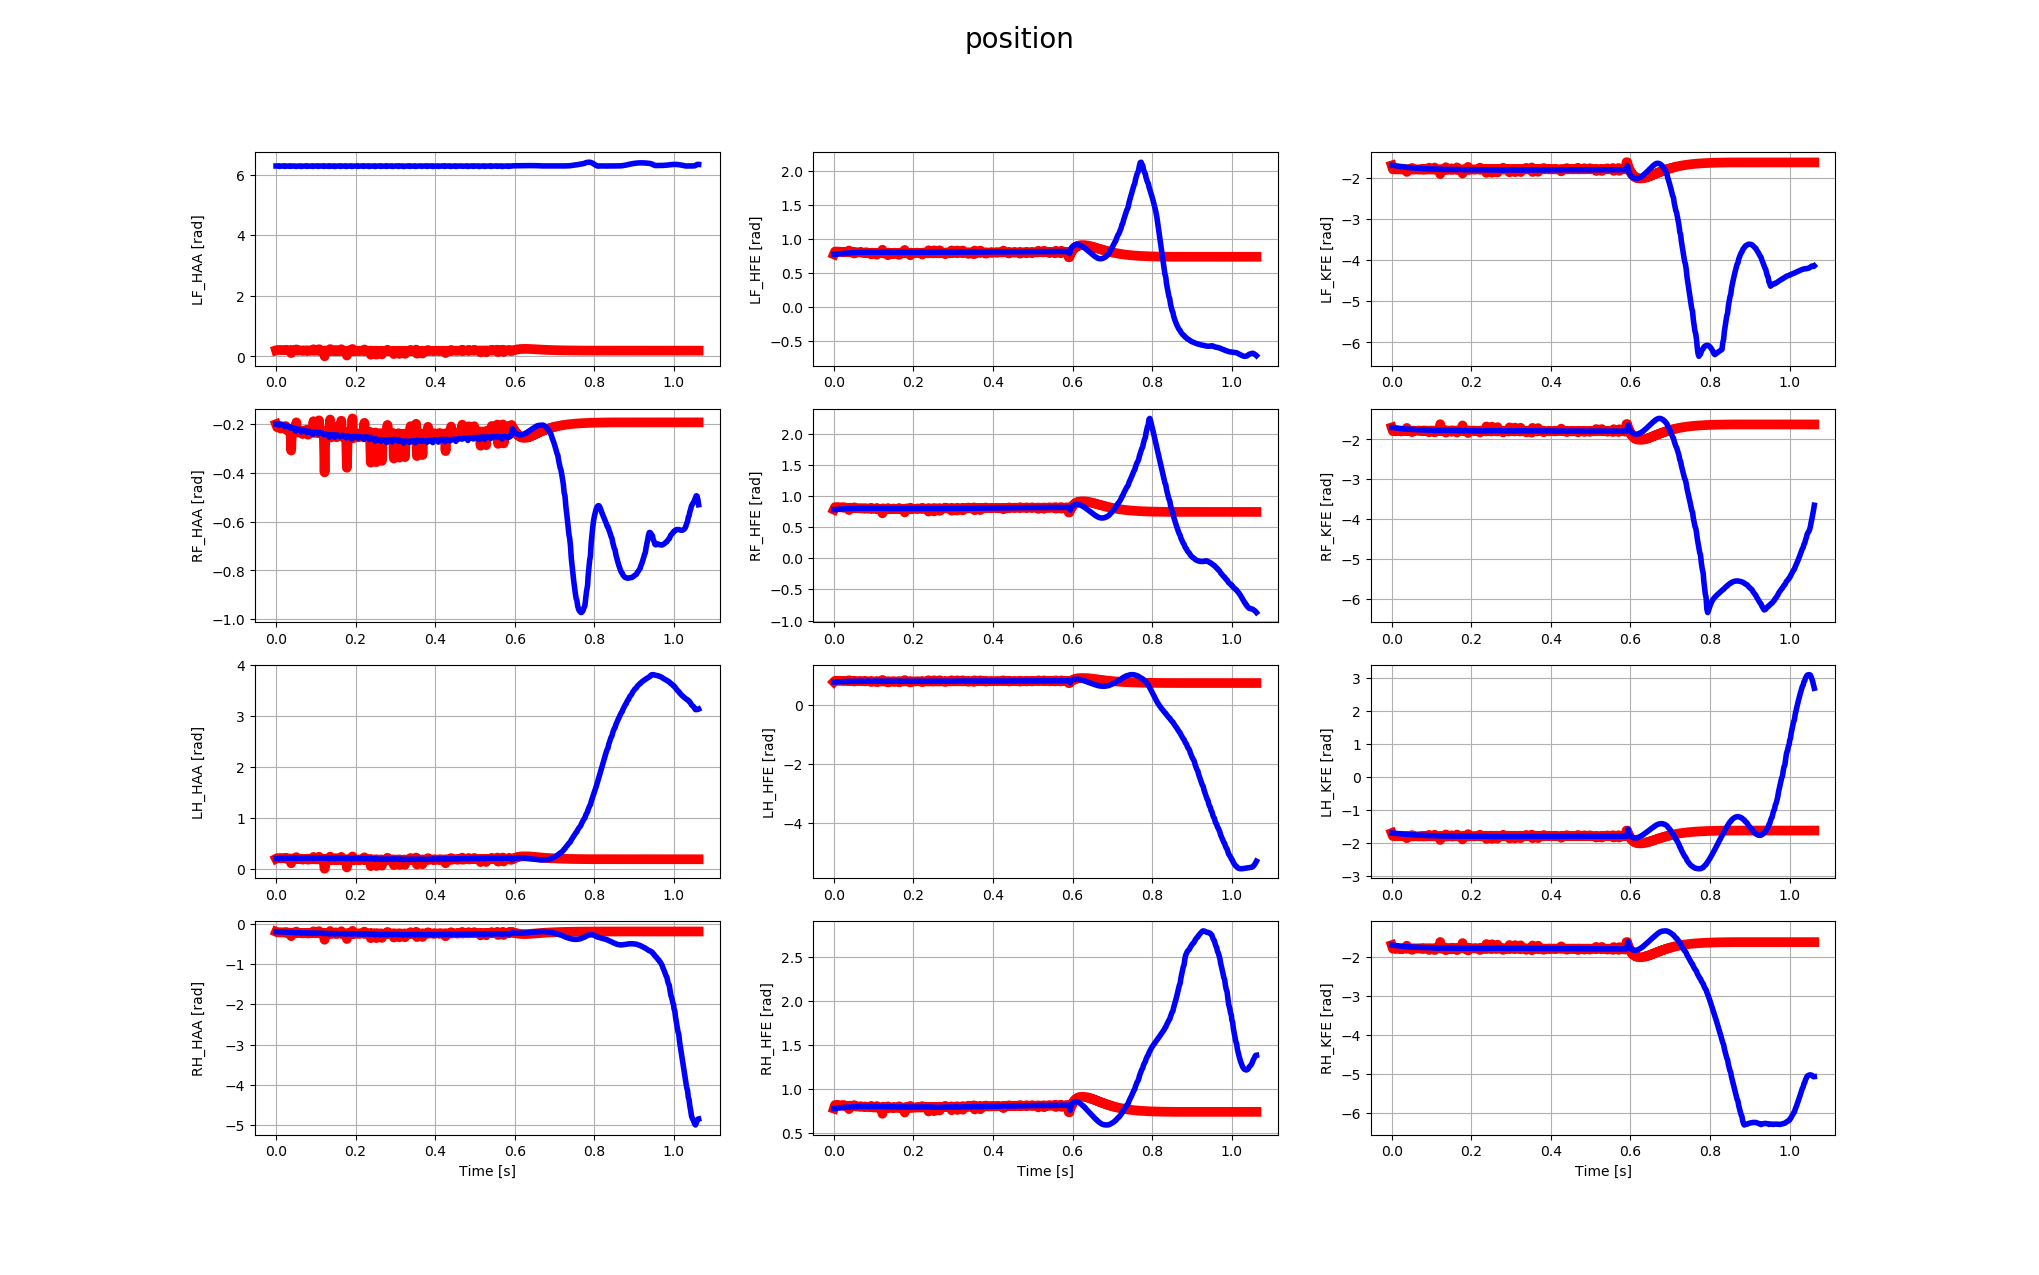 position
LF_HAA [rad]
6
4
2
0
0.0 0.2 0.4 0.6 0.8 1.0
LF_HFE [rad]
2.0
1.5
1.0
0.5
0.0
−0.5
0.0 0.2 0.4 0.6 0.8 1.0
LF_KFE [rad]
−2
−3
−4
−5
−6
0.0 0.2 0.4 0.6 0.8 1.0
RF_HAA [rad]
−0.2
−0.4
−0.6
−0.8
−1.0
0.0 0.2 0.4 0.6 0.8 1.0
RF_HFE [rad]
2.0
1.5
1.0
0.5
0.0
−0.5
−1.0
0.0 0.2 0.4 0.6 0.8 1.0
RF_KFE [rad]
−2
−3
−4
−5
−6
0.0 0.2 0.4 0.6 0.8 1.0
LH_HAA [rad]
4
3
2
1
0
0.0 0.2 0.4 0.6 0.8 1.0
LH_HFE [rad]
0
−2
−4
0.0 0.2 0.4 0.6 0.8 1.0
LH_KFE [rad]
3
2
1
0
−1
−2
−3
0.0 0.2 0.4 0.6 0.8 1.0
RH_HAA [rad]
0
−1
−2
−3
−4
−5
0.0 0.2 0.4 0.6 0.8 1.0
Time [s]
RH_HFE [rad]
2.5
2.0
1.5
1.0
0.5
0.0 0.2 0.4 0.6 0.8 1.0
Time [s]
RH_KFE [rad]
−2
−3
−4
−5
−6
0.0 0.2 0.4 0.6 0.8 1.0
Time [s]